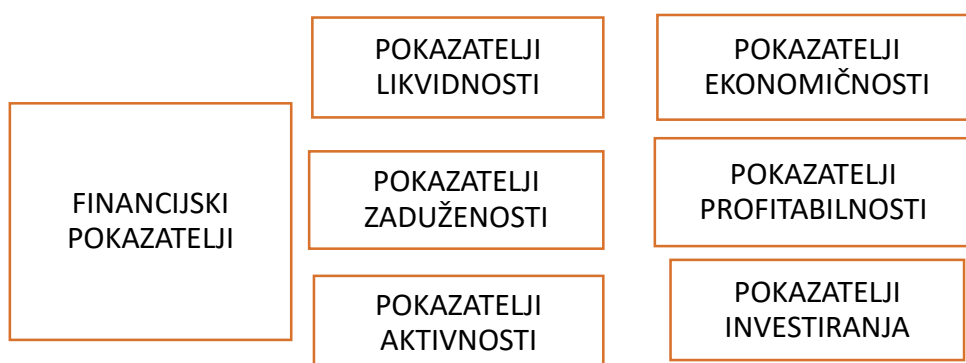 FINANCIJSKI
POKAZATELJI
POKAZATELJI
LIKVIDNOSTI
POKAZATELJI
ZADUŽENOSTI
POKAZATELJI
AKTIVNOSTI
POKAZATELJI
EKONOMIČNOSTI
POKAZATELJI
PROFITABILNOSTI
POKAZATELJI
INVESTIRANJA